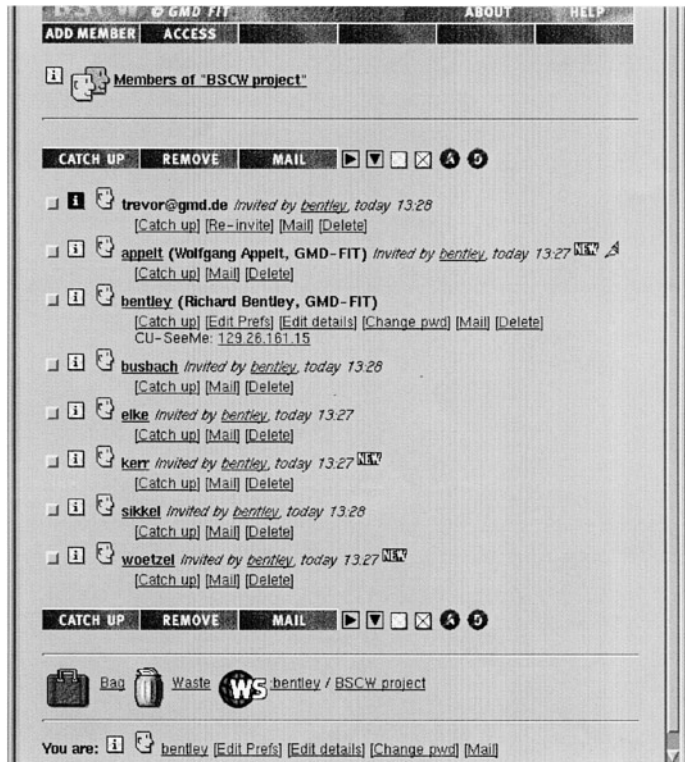 BSCW © GMD FIT ABOUT HELP
ADD MEMBER ACCESS
i Members of "BSCW project"
CATCH UP REMOVE MAIL A D
i trevor@gmd.de Invited by bentley, today 13:28
[Catch up] [Re-invite] [Mail] [Delete]
i appelt (Wolfgang Appelt, GMD-FIT) Invited by bentley, today 13:27 NEW
[Catch up] [Mail] [Delete]
i bentley (Richard Bentley, GMD-FIT)
[Catch up] [Edit Prefs] [Edit details] [Change pwd] [Mail] [Delete]
CU-SeeMe: 129.26.161.15
i busbach Invited by bentley, today 13:28
[Catch up] [Mail] [Delete]
i elke Invited by bentley, today 13:27
[Catch up] [Mail] [Delete]
i kerr Invited by bentley, today 13:27 NEW
[Catch up] [Mail] [Delete]
i sikkel Invited by bentley, today 13:28
[Catch up] [Mail] [Delete]
i woetzel Invited by bentley, today 13:27 NEW
[Catch up] [Mail] [Delete]
CATCH UP REMOVE MAIL A D
Bag Waste WS :bentley / BSCW project
You are: i bentley [Edit Prefs] [Edit details] [Change pwd] [Mail]